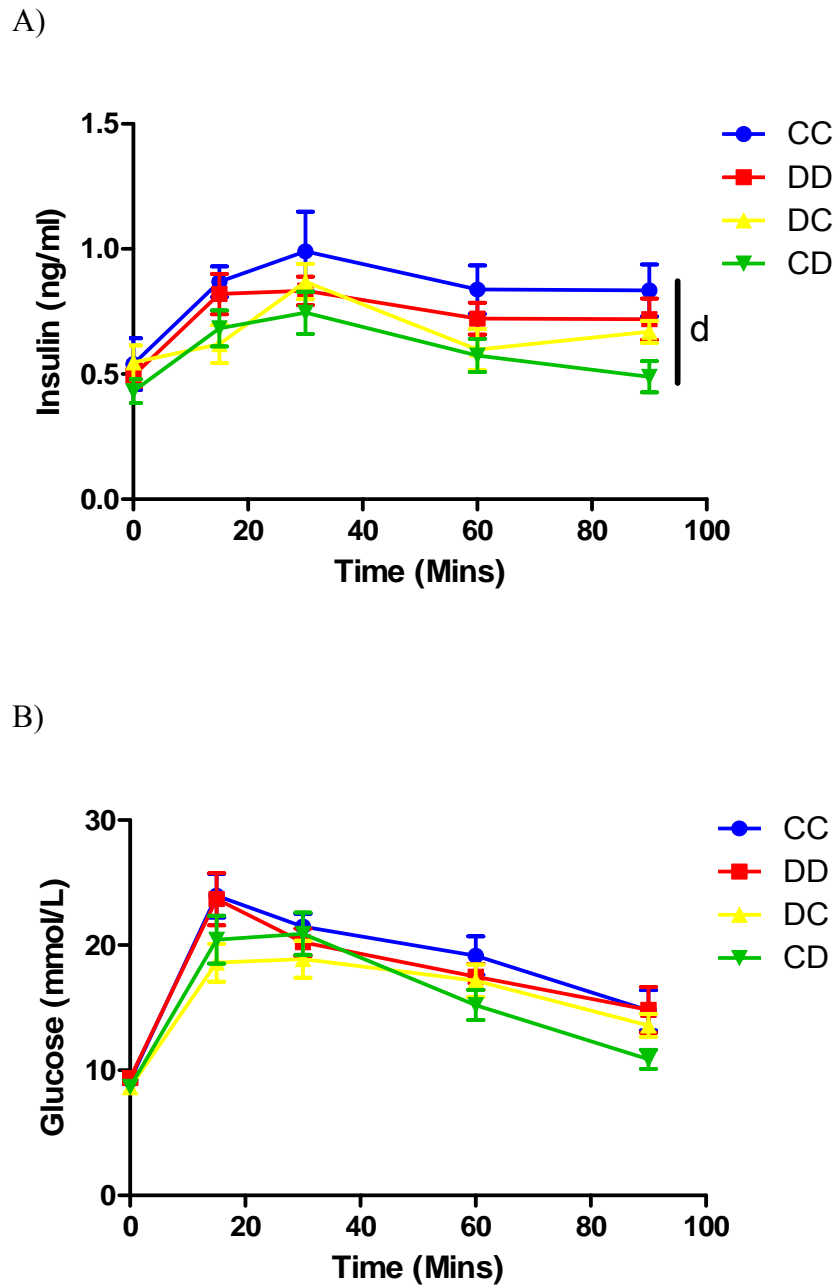 A)
1.5
1.0
0.5
0.0
Insulin (ng/ml)
0 20 40 60 80 100
Time (Mins)
CC
DD
DC
CD
d
B)
30
20
10
0
Glucose (mmol/L)
0 20 40 60 80 100
Time (Mins)
CC
DD
DC
CD